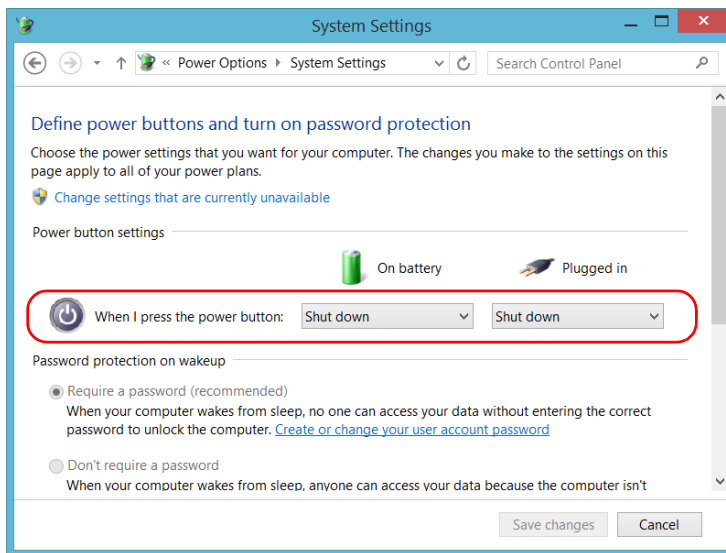 System Settings
« Power Options System Settings Search Control Panel
Define power buttons and turn on password protection
Choose the power settings that you want for your computer. The changes you make to the settings on this
page apply to all of your power plans.
Change settings that are currently unavailable
Power button settings
On battery Plugged in
When I press the power button: Shut down Shut down
Password protection on wakeup
Require a password (recommended)
When your computer wakes from sleep, no one can access your data without entering the correct
password to unlock the computer. Create or change your user account password
Don't require a password
When your computer wakes from sleep, anyone can access your data because the computer isn't
Save changes Cancel